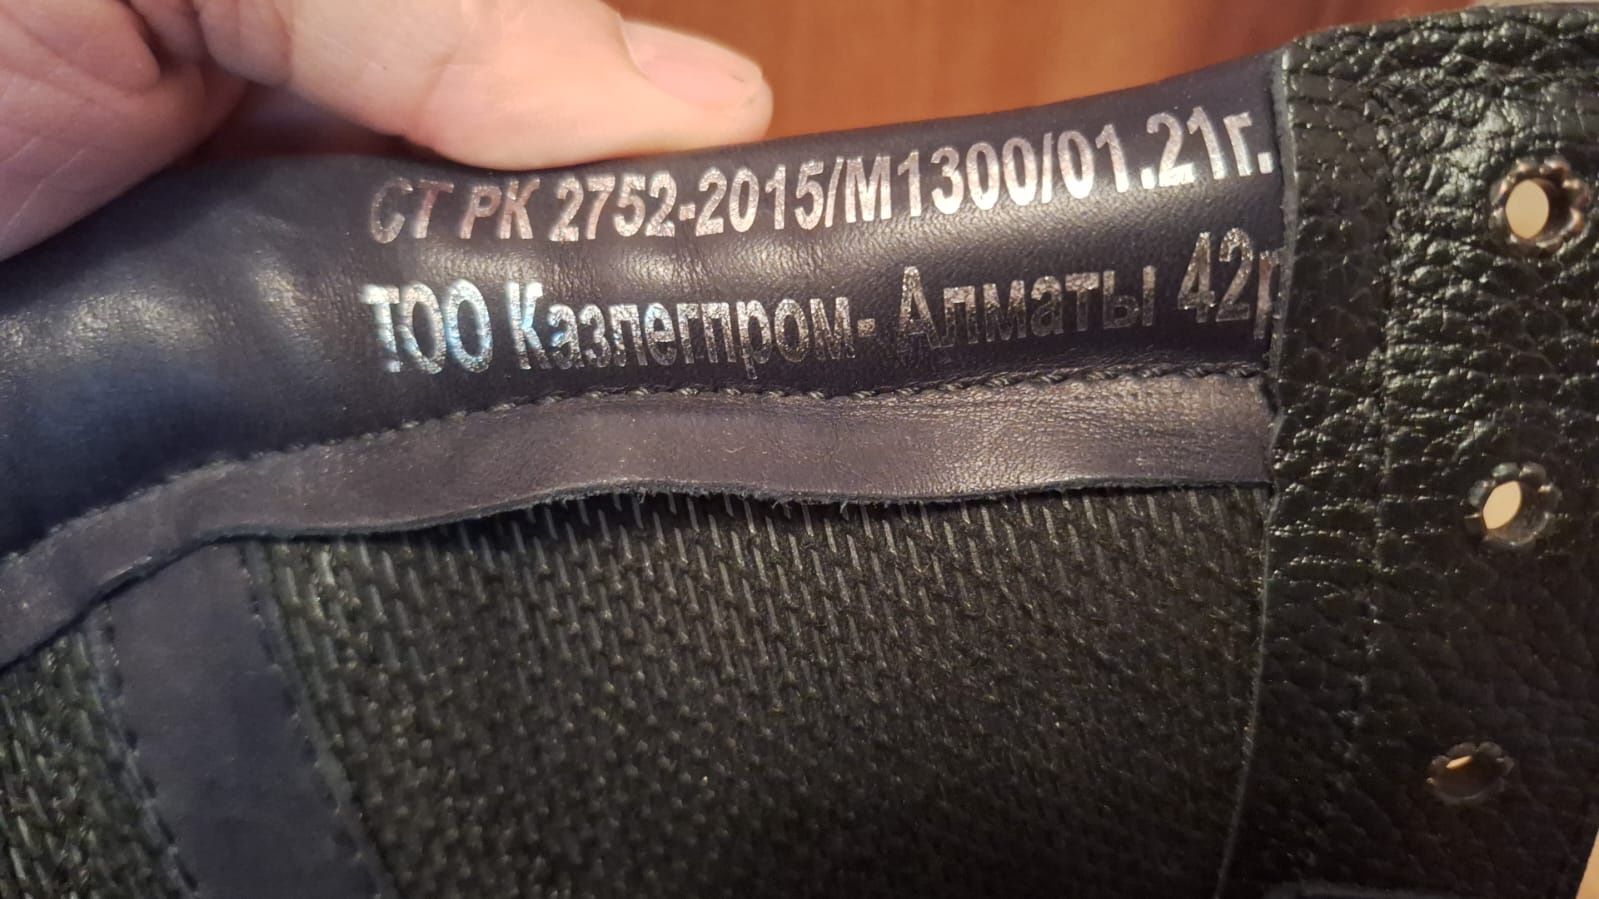 СТ РК 2752-2015/М1300/01.21г.
ТОО Казлегпром- Алматы 42р